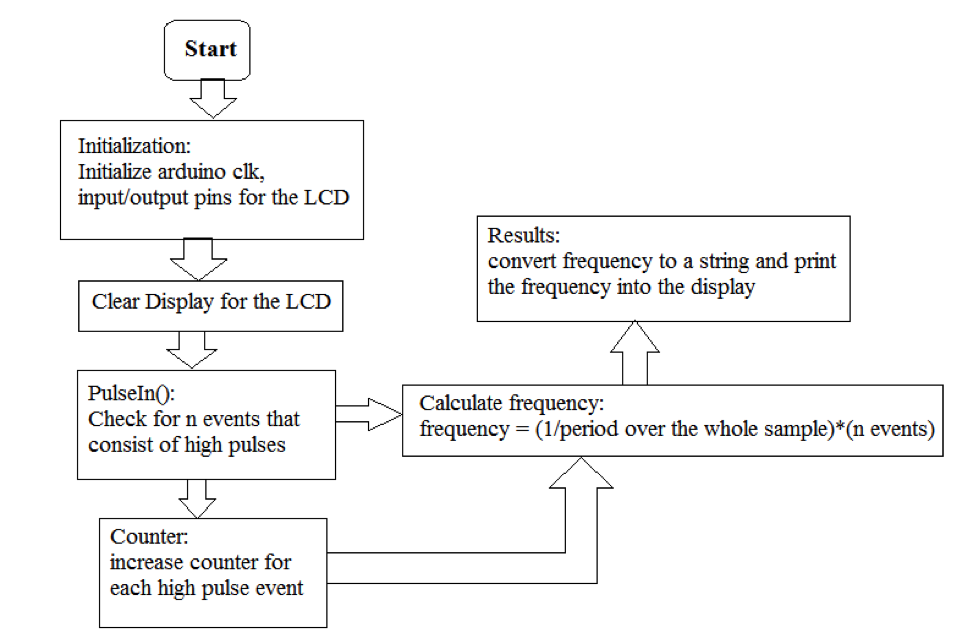 Start
Initialization:
Initialize arduino clk,
input/output pins for the LCD
Clear Display for the LCD
PulseIn():
Check for n events that
consist of high pulses
Counter:
increase counter for
each high pulse event
Calculate frequency:
frequency = (1/period over the whole sample)*(n events)
Results:
convert frequency to a string and print
the frequency into the display